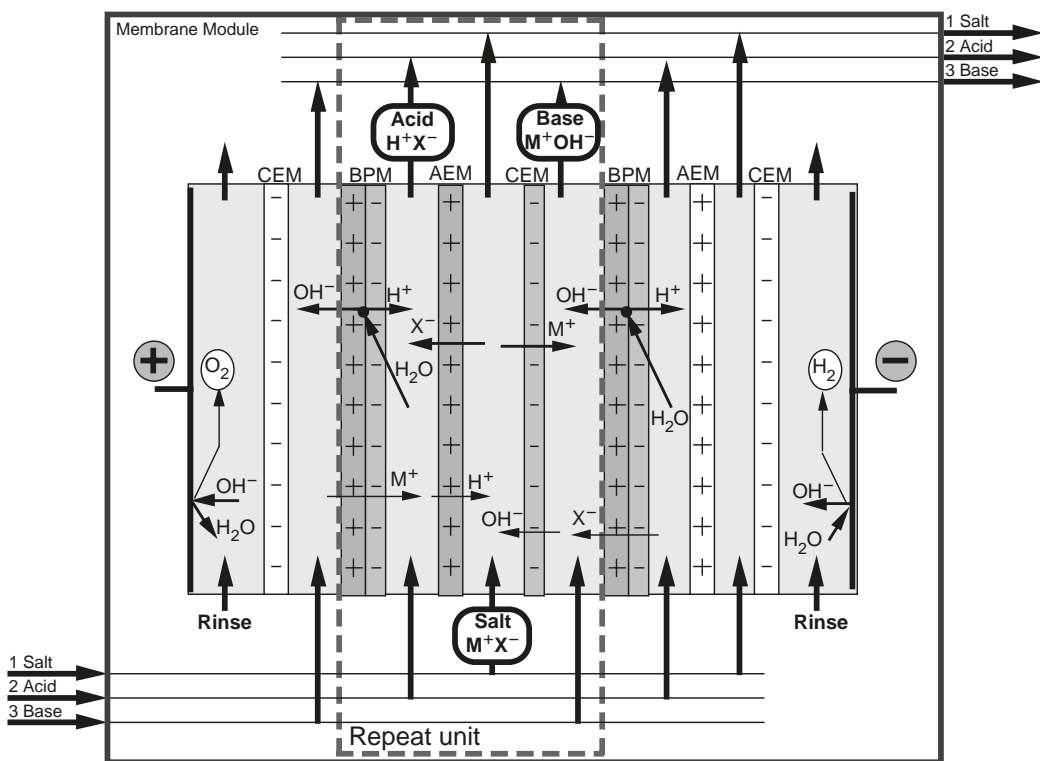 Membrane Module
1 Salt
2 Acid
3 Base
Acid
H⁺X⁻
Base
M⁺OH⁻
CEM BPM AEM CEM BPM AEM CEM
OH⁻ H⁺ OH⁻ H⁺
X⁻ M⁺
+ O₂ H₂O H₂ −
H₂O
M⁺ H⁺
OH⁻ OH⁻ X⁻ OH⁻
H₂O H₂O
Rinse Salt Rinse
M⁺X⁻
1 Salt
2 Acid
3 Base
Repeat unit